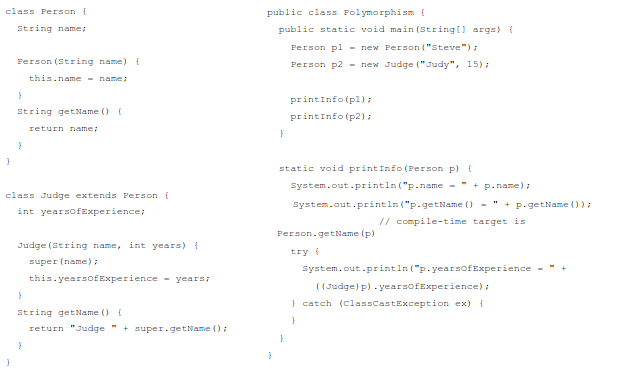 class Person {
String name;
Person(String name) {
this.name = name;
}
String getName() {
return name;
}
}
class Judge extends Person {
int yearsOfExperience;
Judge(String name, int years) {
super(name);
this.yearsOfExperience = years;
}
String getName() {
return "Judge " + super.getName();
}
}
public class Polymorphism {
public static void main(String[] args) {
Person p1 = new Person("Steve");
Person p2 = new Judge("Judy", 15);
printInfo(p1);
printInfo(p2);
}
static void printInfo(Person p) {
System.out.println("p.name = " + p.name);
System.out.println("p.getName() = " + p.getName());
// compile-time target is
Person.getName(p)
try {
System.out.println("p.yearsOfExperience = " +
((Judge)p).yearsOfExperience);
} catch (ClassCastException ex) {
}
}
}